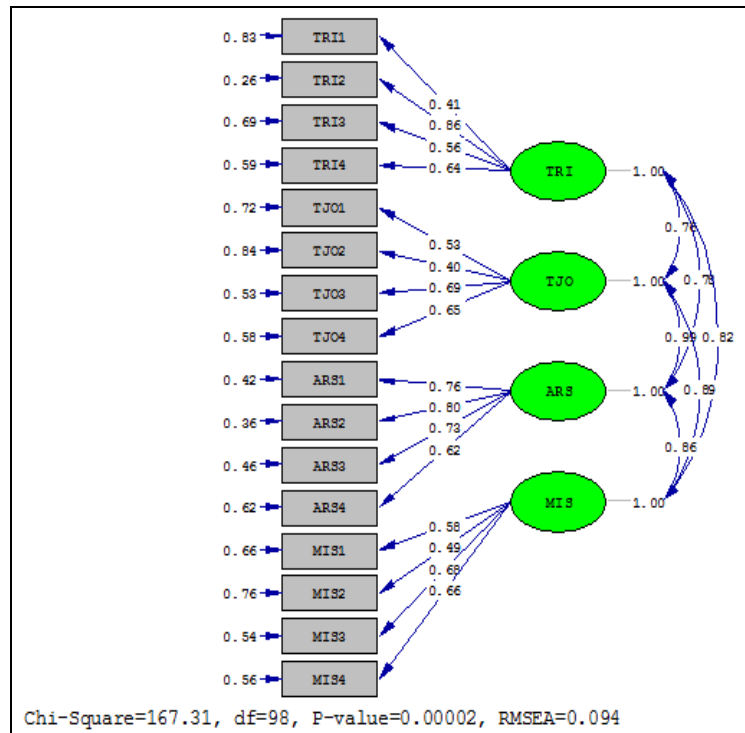 0.83 TRI1
0.26 TRI2
0.69 TRI3
0.59 TRI4
0.72 TJO1
0.84 TJO2
0.53 TJO3
0.58 TJO4
0.42 ARS1
0.36 ARS2
0.46 ARS3
0.62 ARS4
0.66 MIS1
0.76 MIS2
0.54 MIS3
0.56 MIS4
0.41
0.86
0.56
0.64
0.53
0.40
0.69
0.65
0.76
0.80
0.73
0.62
0.58
0.49
0.68
0.66
TRI 1.00
TJO 1.00
ARS 1.00
MIS 1.00
0.76
0.99 0.82
0.89
0.86
Chi-Square=167.31, df=98, P-value=0.00002, RMSEA=0.094